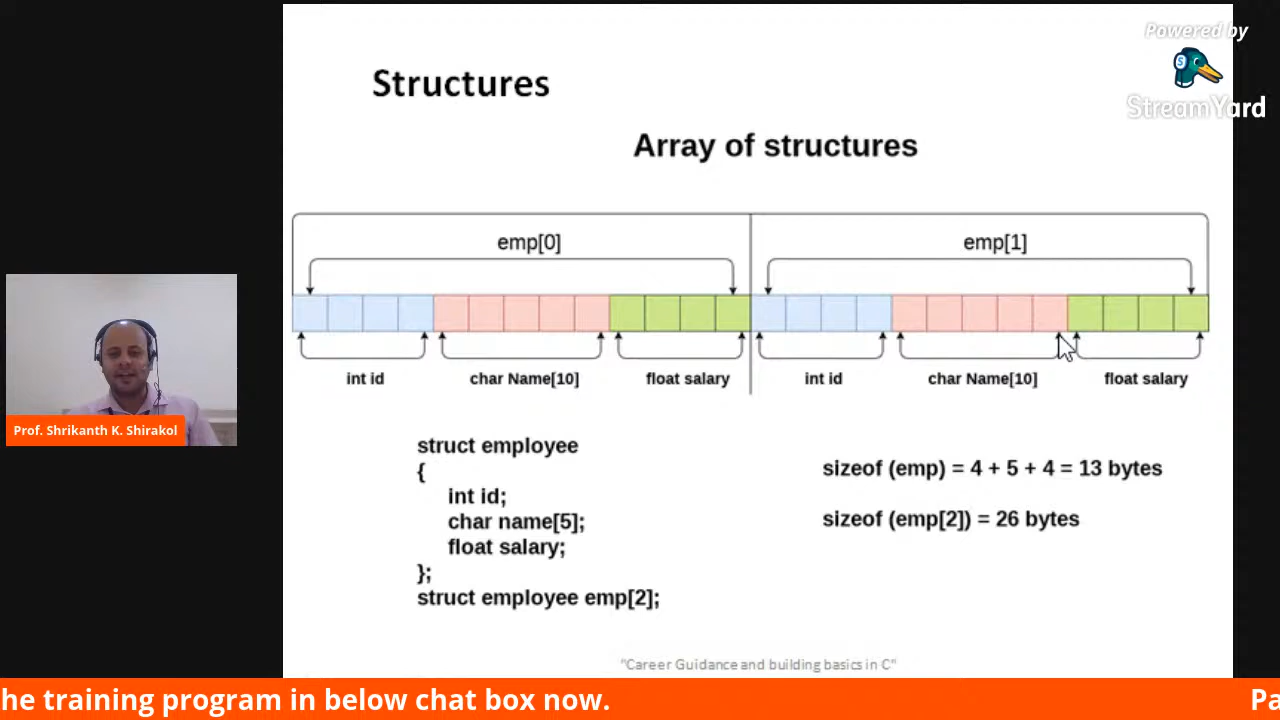 Powered by
StreamYard
Structures
Array of structures
emp[0]
emp[1]
int id
char Name[10]
float salary
int id
char Name[10]
float salary
struct employee
{
int id;
char name[5];
float salary;
};
struct employee emp[2];
sizeof (emp) = 4 + 5 + 4 = 13 bytes
sizeof (emp[2]) = 26 bytes
Prof. Shrikanth K. Shirakol
"Career Guidance and building basics in C"
he training program in below chat box now.
Pa